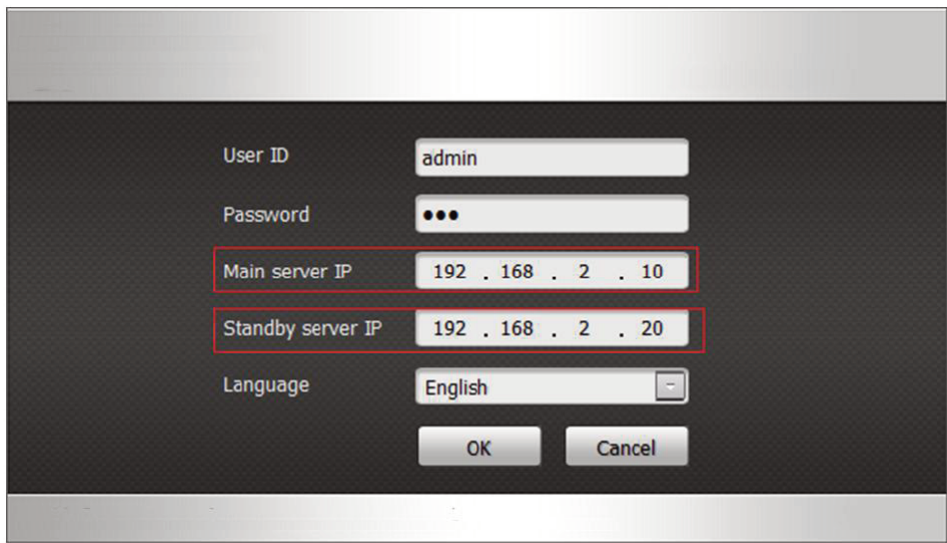 User ID admin
Password •••
Main server IP 192 . 168 . 2 . 10
Standby server IP 192 . 168 . 2 . 20
Language English
OK Cancel